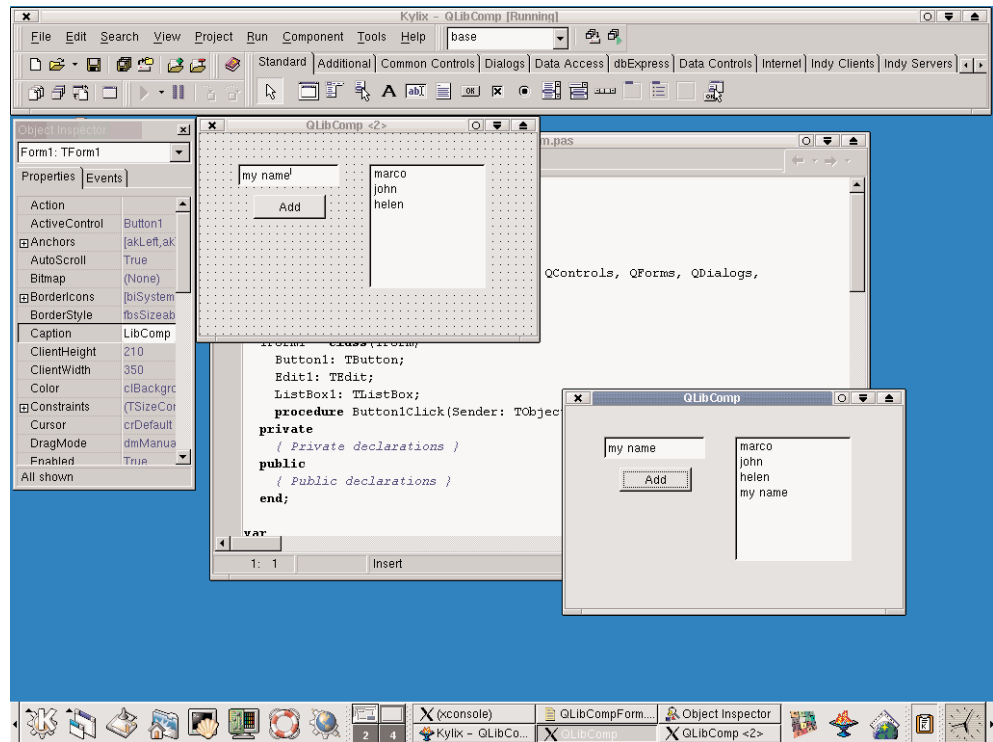 Kylix - QLibComp [Running]
File Edit Search View Project Run Component Tools Help base
Standard Additional Common Controls Dialogs Data Access dbExpress Data Controls Internet Indy Clients Indy Servers
Object Inspector
Form1: TForm1
Properties Events
Action
ActiveControl Button1
Anchors [akLeft,ak
AutoScroll True
Bitmap (None)
BorderIcons [biSystem
BorderStyle fbsSizeab
Caption LibComp
ClientHeight 210
ClientWidth 350
Color clBackgro
Constraints (TSizeCor
Cursor crDefault
DragMode dmManua
Enabled True
All shown
QLibComp <2>
my name
Add
marco
john
helen
m.pas
QControls, QForms, QDialogs,
Button1: TButton;
Edit1: TEdit;
ListBox1: TListBox;
procedure Button1Click(Sender: TObjec
private
{ Private declarations }
public
{ Public declarations }
end;
var
1: 1 Insert
QLibComp
my name
Add
marco
john
helen
my name
2 4
X (xconsole)
QLibCompForm....
Object Inspector
Kylix - QLibCo...
QLibComp
QLibComp <2>